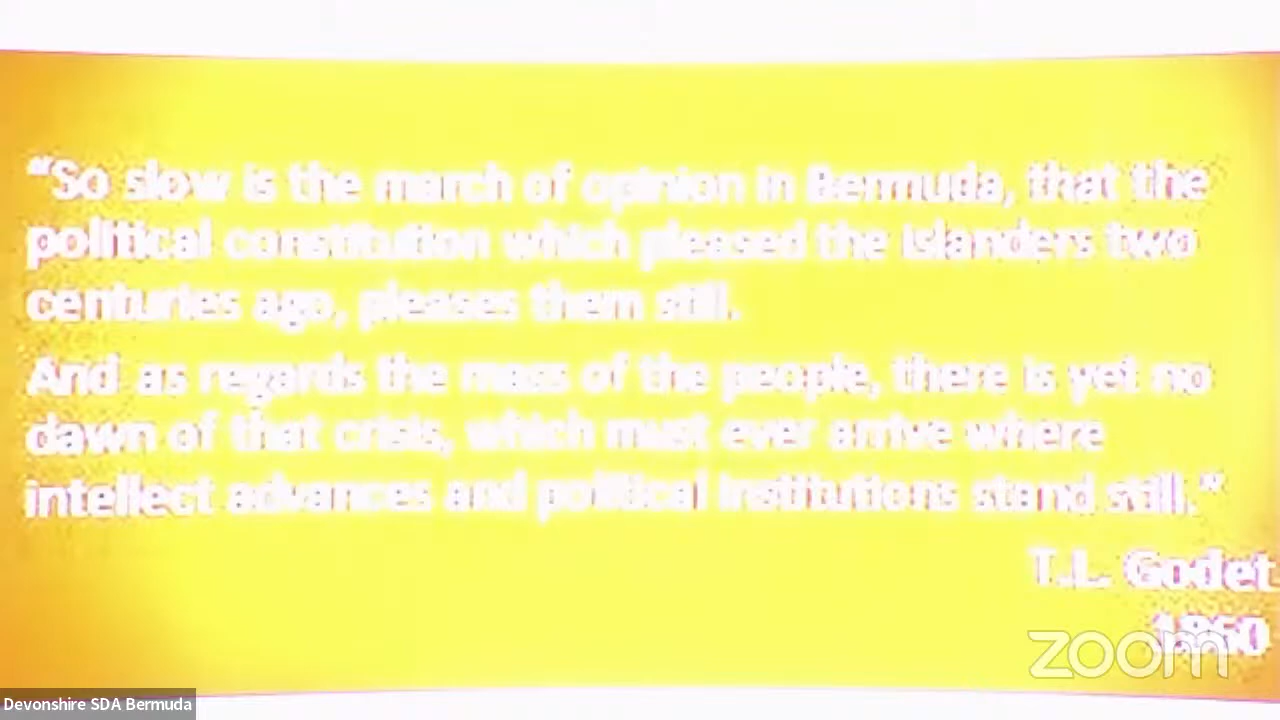 “So slow is the march of opinion in Bermuda, that the
political constitution which pleased the islanders two
centuries ago, pleases them still.
And as regards the mass of the people, there is yet no
dawn of that crisis, which must ever arrive where
intellect advances and political institutions stand still.”
T.L. Godet
1860
zoom
Devonshire SDA Bermuda